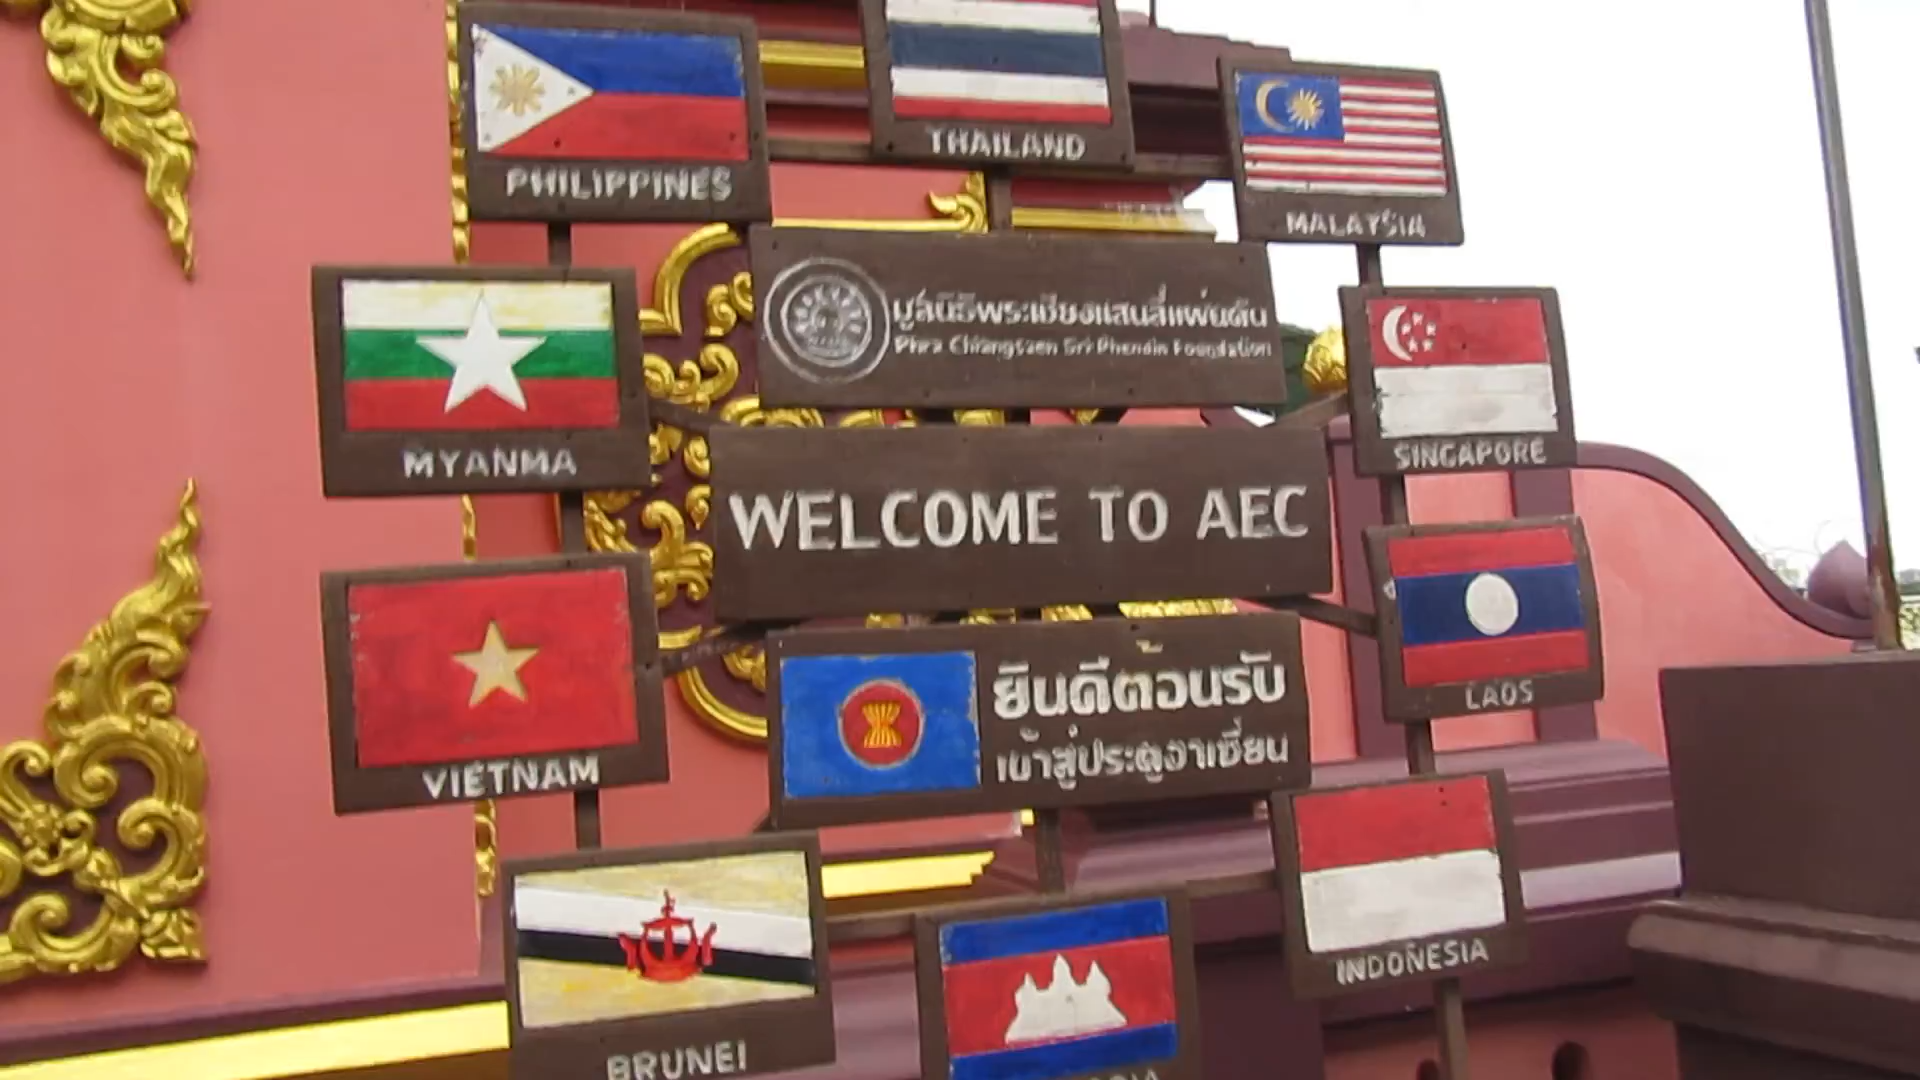 THAILAND
PHILIPPINES
MALAYSIA
มูลนิธิพระเชียงแสนสี่แผ่นดิน
Phra Chiangsaen Sri Phendin Foundation
MYANMA
SINGAPORE
WELCOME TO AEC
VIETNAM
LAOS
ยินดีต้อนรับ
เข้าสู่ประตูอาเซี่ยน
INDONESIA
BRUNEI